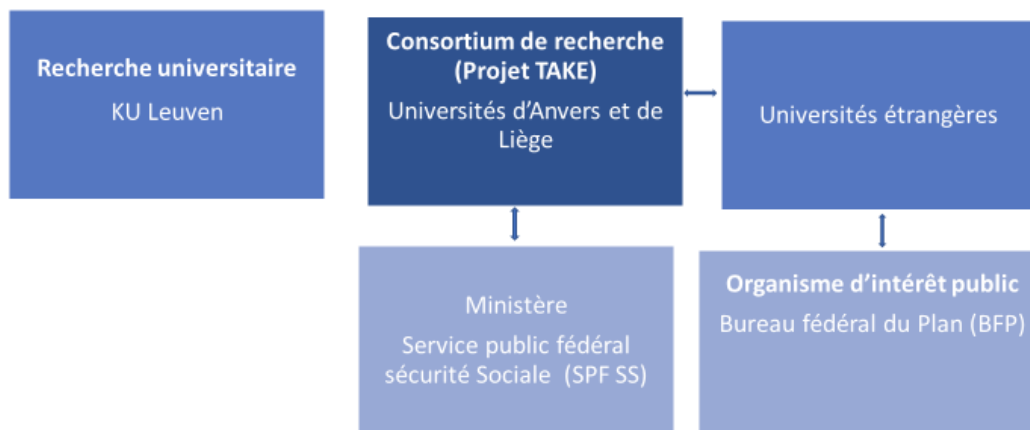 Recherche universitaire
KU Leuven
Consortium de recherche
(Projet TAKE)
Universités d'Anvers et de
Liège
Universités étrangères
Ministère
Service public fédéral
sécurité Sociale (SPF SS)
Organisme d'intérêt public
Bureau fédéral du Plan (BFP)